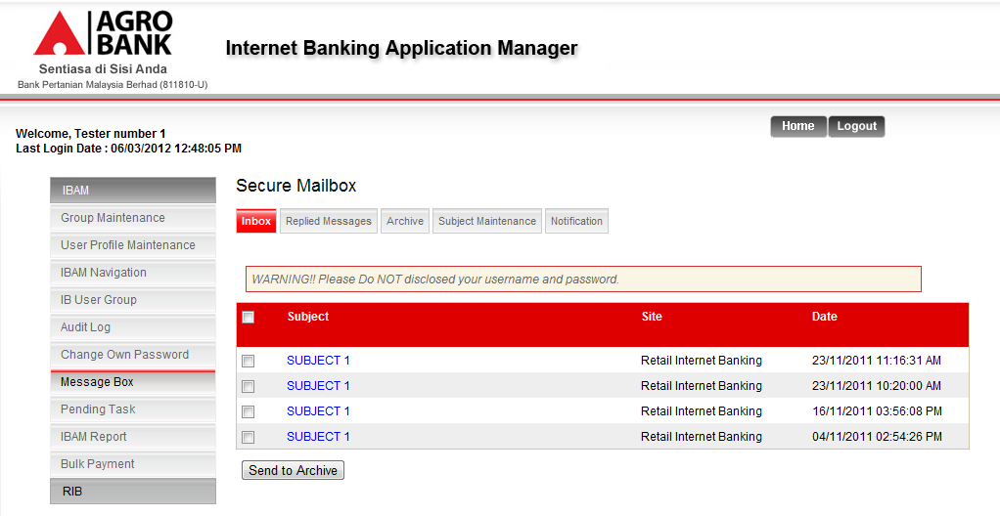 AGRO
BANK
Sentiasa di Sisi Anda
Bank Pertanian Malaysia Berhad (811810-U)
Internet Banking Application Manager
Welcome, Tester number 1
Last Login Date : 06/03/2012 12:48:05 PM
Home Logout
IBAM
Group Maintenance
User Profile Maintenance
IBAM Navigation
IB User Group
Audit Log
Change Own Password
Message Box
Pending Task
IBAM Report
Bulk Payment
RIB
Secure Mailbox
Inbox Replied Messages Archive Subject Maintenance Notification
WARNING!! Please Do NOT disclosed your username and password.
Subject Site Date
SUBJECT 1 Retail Internet Banking 23/11/2011 11:16:31 AM
SUBJECT 1 Retail Internet Banking 23/11/2011 10:20:00 AM
SUBJECT 1 Retail Internet Banking 16/11/2011 03:56:08 PM
SUBJECT 1 Retail Internet Banking 04/11/2011 02:54:26 PM
Send to Archive